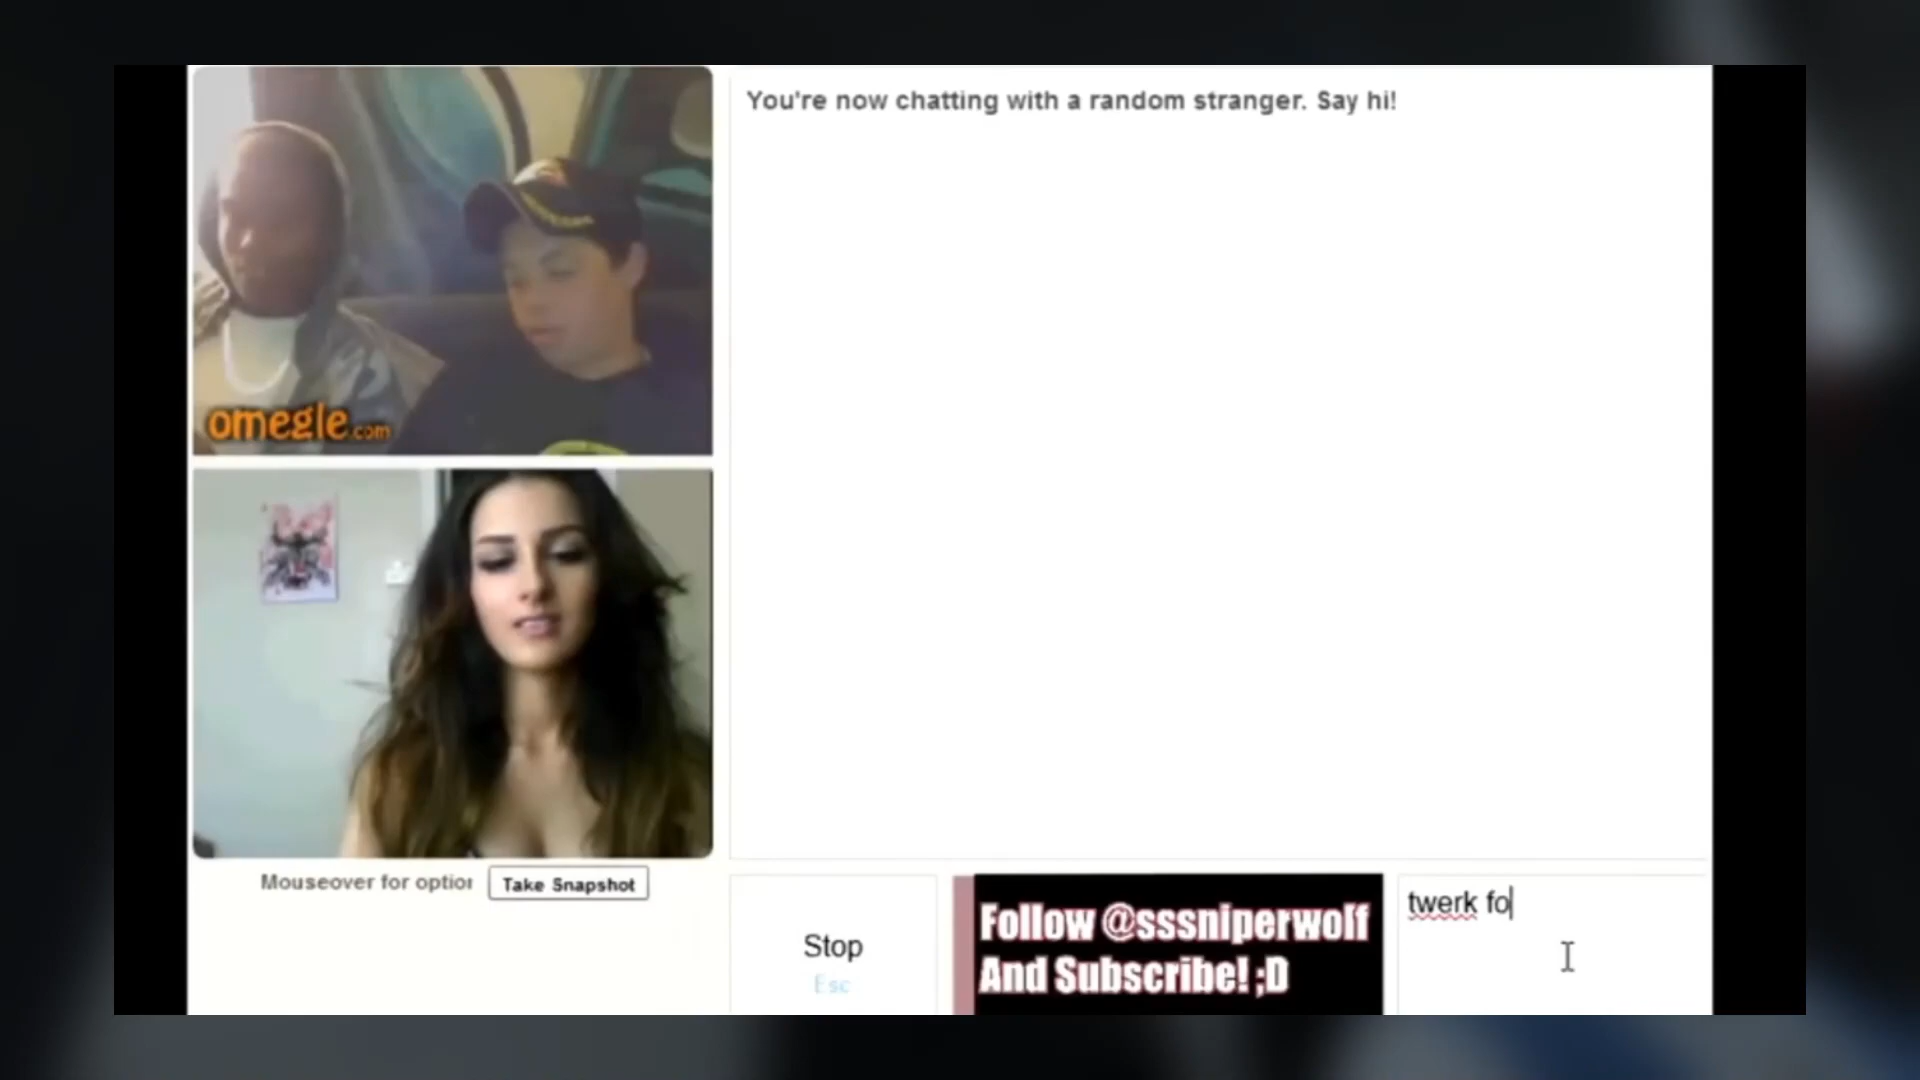 You're now chatting with a random stranger. Say hi!
omegle.com
Mouseover for option
Take Snapshot
Stop
Esc
Follow @sssniperwolf
And Subscribe! ;D
twerk fo